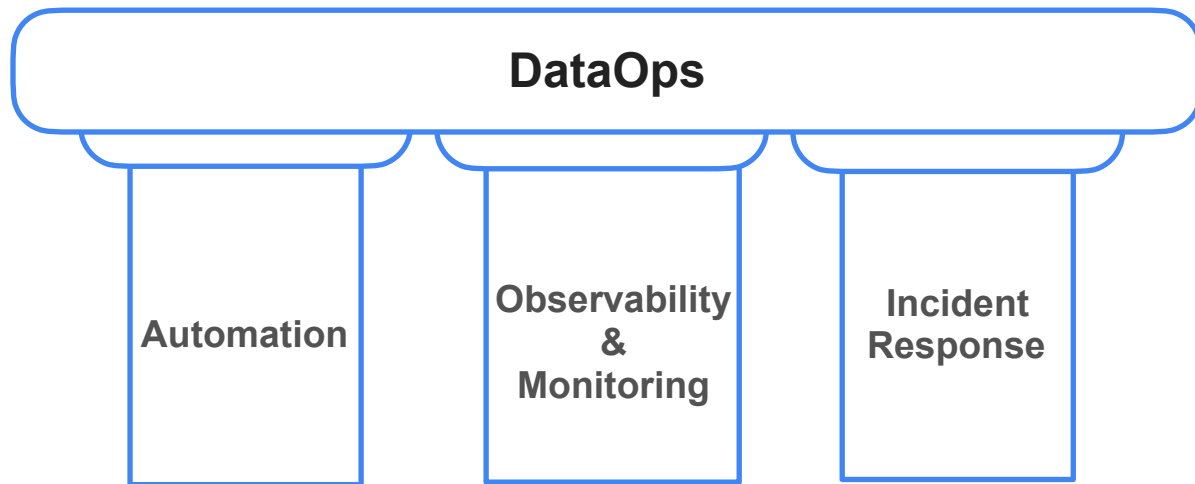 DataOps
Automation
Observability
&
Monitoring
Incident
Response